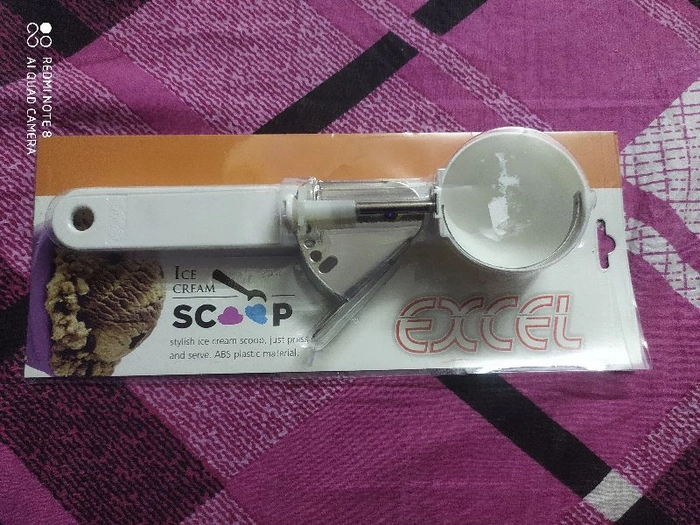 REDMI NOTE 8
AI QUAD CAMERA
ICE
CREAM
SCOOP
stylish ice cream scoop, just press
and serve. ABS plastic material.
EXCEL